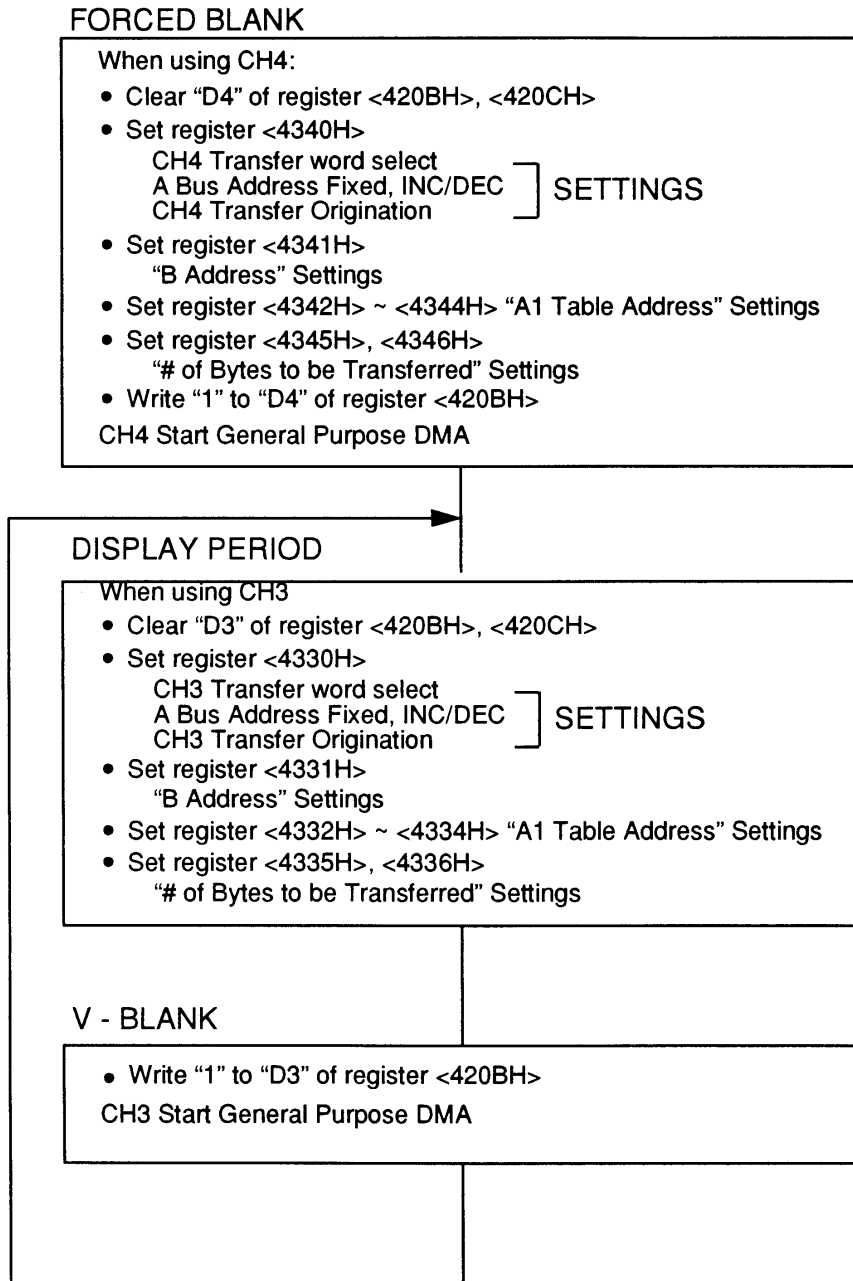 FORCED BLANK
When using CH4:
• Clear “D4” of register <420BH>, <420CH>
• Set register <4340H>
CH4 Transfer word select
A Bus Address Fixed, INC/DEC
CH4 Transfer Origination
SETTINGS
• Set register <4341H>
“B Address” Settings
• Set register <4342H> ~ <4344H> “A1 Table Address” Settings
• Set register <4345H>, <4346H>
“# of Bytes to be Transferred” Settings
• Write “1” to “D4” of register <420BH>
CH4 Start General Purpose DMA
DISPLAY PERIOD
When using CH3
• Clear “D3” of register <420BH>, <420CH>
• Set register <4330H>
CH3 Transfer word select
A Bus Address Fixed, INC/DEC
CH3 Transfer Origination
SETTINGS
• Set register <4331H>
“B Address” Settings
• Set register <4332H> ~ <4334H> “A1 Table Address” Settings
• Set register <4335H>, <4336H>
“# of Bytes to be Transferred” Settings
V - BLANK
• Write “1” to “D3” of register <420BH>
CH3 Start General Purpose DMA